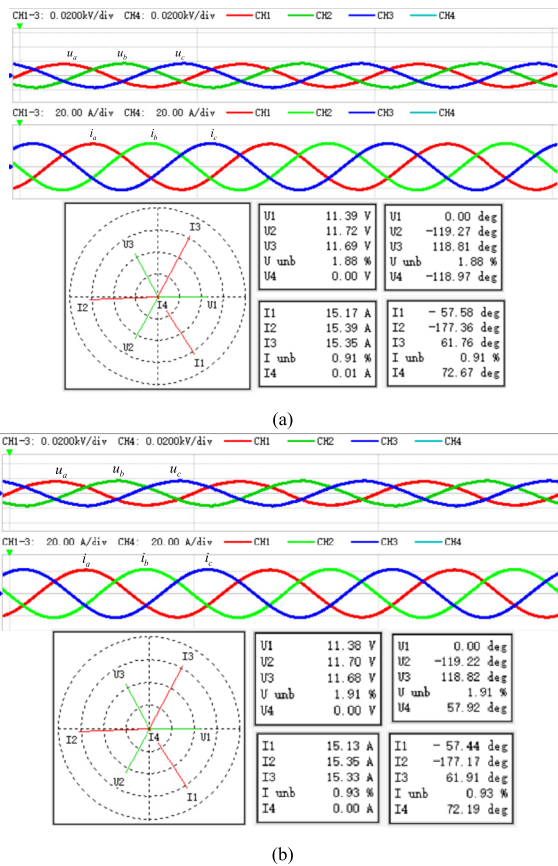 CH1-3: 0.0200kV/div CH4: 0.0200kV/div CH1 CH2 CH3 CH4
ua ub uc
CH1-3: 20.00 A/div CH4: 20.00 A/div CH1 CH2 CH3 CH4
ia ib ic
I3
U3
I2 I4 U1
U2
I1
U1 11.39 V
U2 11.72 V
U3 11.69 V
U unb 1.88 %
U4 0.00 V
U1 0.00 deg
U2 -119.27 deg
U3 118.81 deg
U unb 1.88 %
U4 -118.97 deg
I1 15.17 A
I2 15.39 A
I3 15.35 A
I unb 0.91 %
I4 0.01 A
I1 - 57.58 deg
I2 -177.36 deg
I3 61.76 deg
I unb 0.91 %
I4 72.67 deg
(a)
CH1-3: 0.0200kV/div CH4: 0.0200kV/div CH1 CH2 CH3 CH4
ua ub uc
CH1-3: 20.00 A/div CH4: 20.00 A/div CH1 CH2 CH3 CH4
ia ib ic
I3
U3
I2 I4 U1
U2
I1
U1 11.38 V
U2 11.70 V
U3 11.68 V
U unb 1.91 %
U4 0.00 V
U1 0.00 deg
U2 -119.22 deg
U3 118.82 deg
U unb 1.91 %
U4 57.92 deg
I1 15.13 A
I2 15.35 A
I3 15.33 A
I unb 0.93 %
I4 0.00 A
I1 - 57.44 deg
I2 -177.17 deg
I3 61.91 deg
I unb 0.93 %
I4 72.19 deg
(b)